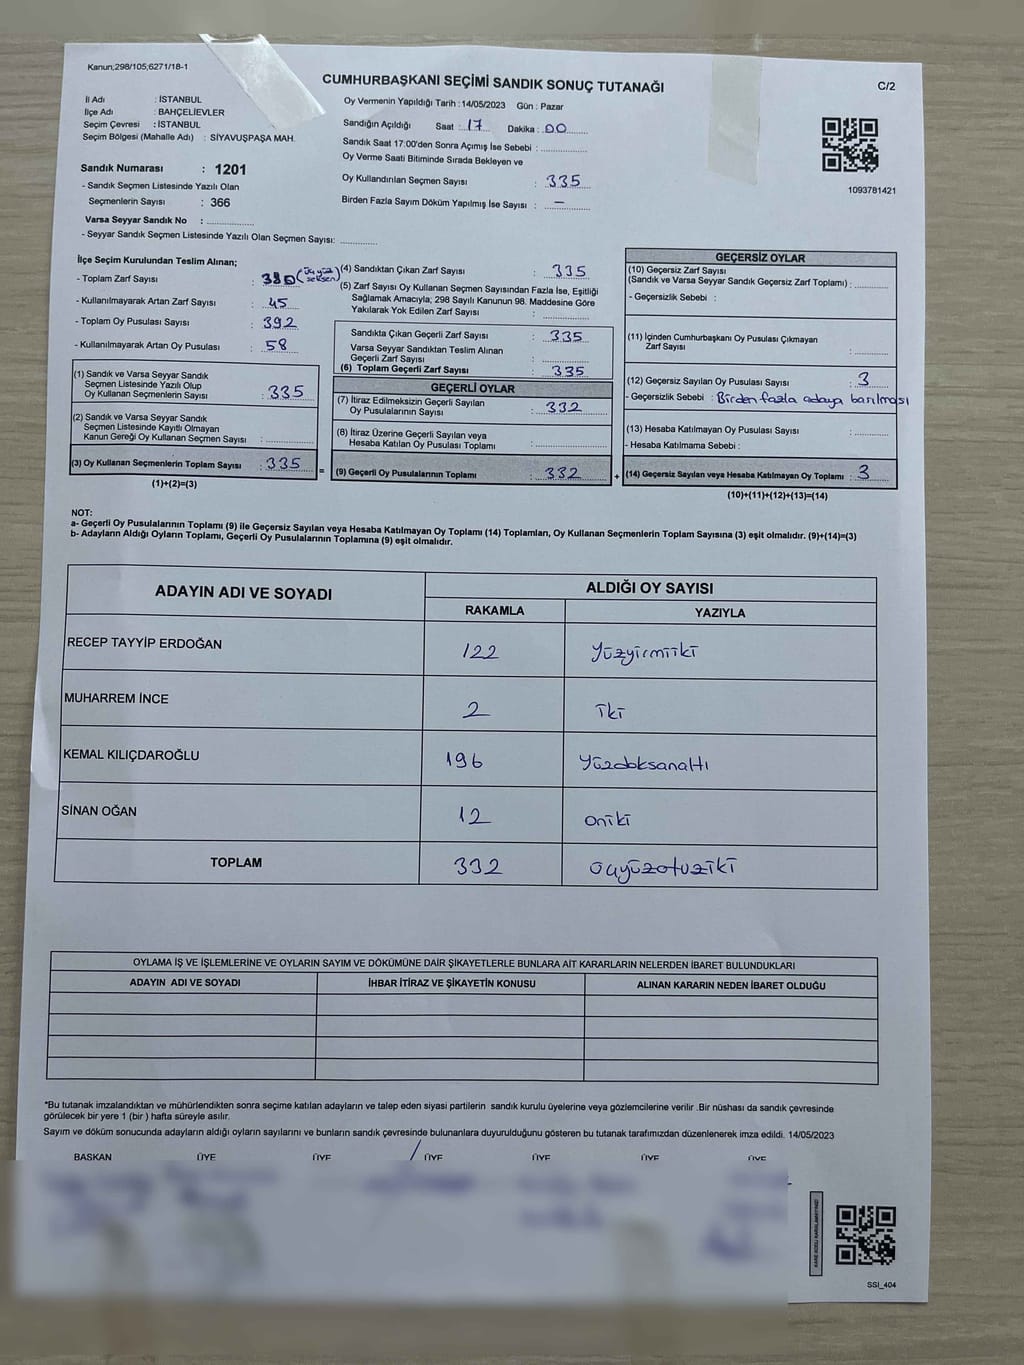 Kanun;298/105,6271/18-1
CUMHURBAŞKANI SEÇİMİ SANDIK SONUÇ TUTANAĞI
C/2
İl Adı : İSTANBUL
İlçe Adı : BAHÇELİEVLER
Seçim Çevresi : İSTANBUL
Seçim Bölgesi (Mahalle Adı) : SİYAVUŞPAŞA MAH.
Sandık Numarası : 1201
- Sandık Seçmen Listesinde Yazılı Olan
Seçmenlerin Sayısı : 366
Varsa Seyyar Sandık No :
- Seyyar Sandık Seçmen Listesinde Yazılı Olan Seçmen Sayısı:
Oy Vermenin Yapıldığı Tarih : 14/05/2023 Gün : Pazar
Sandığın Açıldığı Saat : 17 Dakika : 00
Sandık Saat 17:00'den Sonra Açımış İse Sebebi :
Oy Verme Saati Bitiminde Sırada Bekleyen ve
Oy Kullandırılan Seçmen Sayısı : 335
Birden Fazla Sayım Döküm Yapılmış İse Sayısı : —
1093781421
İlçe Seçim Kurulundan Teslim Alınan;
- Toplam Zarf Sayısı : 380 (üçyüz seksen)
- Kullanılmayarak Artan Zarf Sayısı : 45
- Toplam Oy Pusulası Sayısı : 392
- Kullanılmayarak Artan Oy Pusulası : 58
(1) Sandık ve Varsa Seyyar Sandık
Seçmen Listesinde Yazılı Olup
Oy Kullanan Seçmenlerin Sayısı : 335
(2) Sandık ve Varsa Seyyar Sandık
Seçmen Listesinde Kayıtlı Olmayan
Kanun Gereği Oy Kullanan Seçmen Sayısı :
(3) Oy Kullanan Seçmenlerin Toplam Sayısı : 335
(1)+(2)=(3)
(4) Sandıktan Çıkan Zarf Sayısı : 335
(5) Zarf Sayısı Oy Kullanan Seçmen Sayısından Fazla İse, Eşitliği
Sağlamak Amacıyla; 298 Sayılı Kanunun 98. Maddesine Göre
Yakılarak Yok Edilen Zarf Sayısı :
Sandıkta Çıkan Geçerli Zarf Sayısı : 335
Varsa Seyyar Sandıktan Teslim Alınan
Geçerli Zarf Sayısı :
(6) Toplam Geçerli Zarf Sayısı : 335
GEÇERLİ OYLAR
(7) İtiraz Edilmeksizin Geçerli Sayılan
Oy Pusulalarının Sayısı : 332
(8) İtiraz Üzerine Geçerli Sayılan veya
Hesaba Katılan Oy Pusulası Toplamı :
= (9) Geçerli Oy Pusulalarının Toplamı : 332 +
GEÇERSİZ OYLAR
(10) Geçersiz Zarf Sayısı
(Sandık ve Varsa Seyyar Sandık Geçersiz Zarf Toplamı) :
- Geçersizlik Sebebi :
(11) İçinden Cumhurbaşkanı Oy Pusulası Çıkmayan
Zarf Sayısı :
(12) Geçersiz Sayılan Oy Pusulası Sayısı : 3
- Geçersizlik Sebebi : Birden fazla adaya basılması
(13) Hesaba Katılmayan Oy Pusulası Sayısı :
- Hesaba Katılmama Sebebi :
(14) Geçersiz Sayılan veya Hesaba Katılmayan Oy Toplamı : 3
(10)+(11)+(12)+(13)=(14)
NOT:
a- Geçerli Oy Pusulalarının Toplamı (9) ile Geçersiz Sayılan veya Hesaba Katılmayan Oy Toplamı (14) Toplamları, Oy Kullanan Seçmenlerin Toplam Sayısına (3) eşit olmalıdır. (9)+(14)=(3)
b- Adayların Aldığı Oyların Toplamı, Geçerli Oy Pusulalarının Toplamına (9) eşit olmalıdır.
ADAYIN ADI VE SOYADI
ALDIĞI OY SAYISI
RAKAMLA YAZIYLA
RECEP TAYYİP ERDOĞAN 122 Yüzyirmiiki
MUHARREM İNCE 2 iki
KEMAL KILIÇDAROĞLU 196 Yüzdoksanaltı
SİNAN OĞAN 12 oniki
TOPLAM 332 üçyüzotuziki
OYLAMA İŞ VE İŞLEMLERİNE VE OYLARIN SAYIM VE DÖKÜMÜNE DAİR ŞİKAYETLERLE BUNLARA AİT KARARLARIN NELERDEN İBARET BULUNDUKLARI
ADAYIN ADI VE SOYADI İHBAR İTİRAZ VE ŞİKAYETİN KONUSU ALINAN KARARIN NEDEN İBARET OLDUĞU
*Bu tutanak imzalandıktan ve mühürlendikten sonra seçime katılan adayların ve talep eden siyasi partilerin sandık kurulu üyelerine veya gözlemcilerine verilir .Bir nüshası da sandık çevresinde
görülecek bir yere 1 (bir ) hafta süreyle asılır.
Sayım ve döküm sonucunda adayların aldığı oyların sayılarını ve bunların sandık çevresinde bulunanlara duyurulduğunu gösteren bu tutanak tarafımızdan düzenlenerek imza edildi. 14/05/2023
BAŞKAN ÜYE ÜYE ÜYE ÜYE ÜYE ÜYE
SSI_404